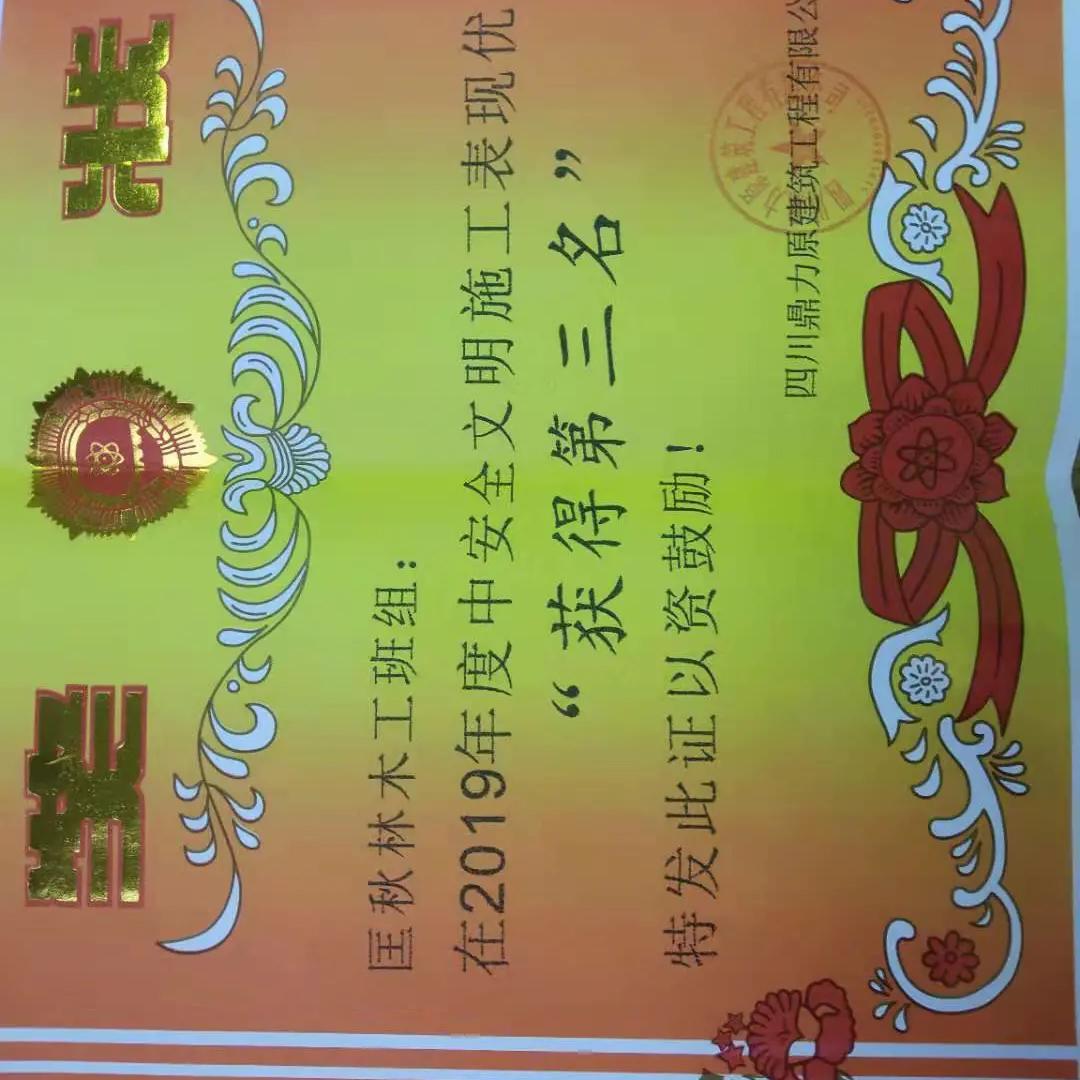 奖状
匡秋林木工班组：
在2019年度中安全文明施工表现优
“获得第三名”
特发此证以资鼓励！
四川鼎力原建筑工程有限公